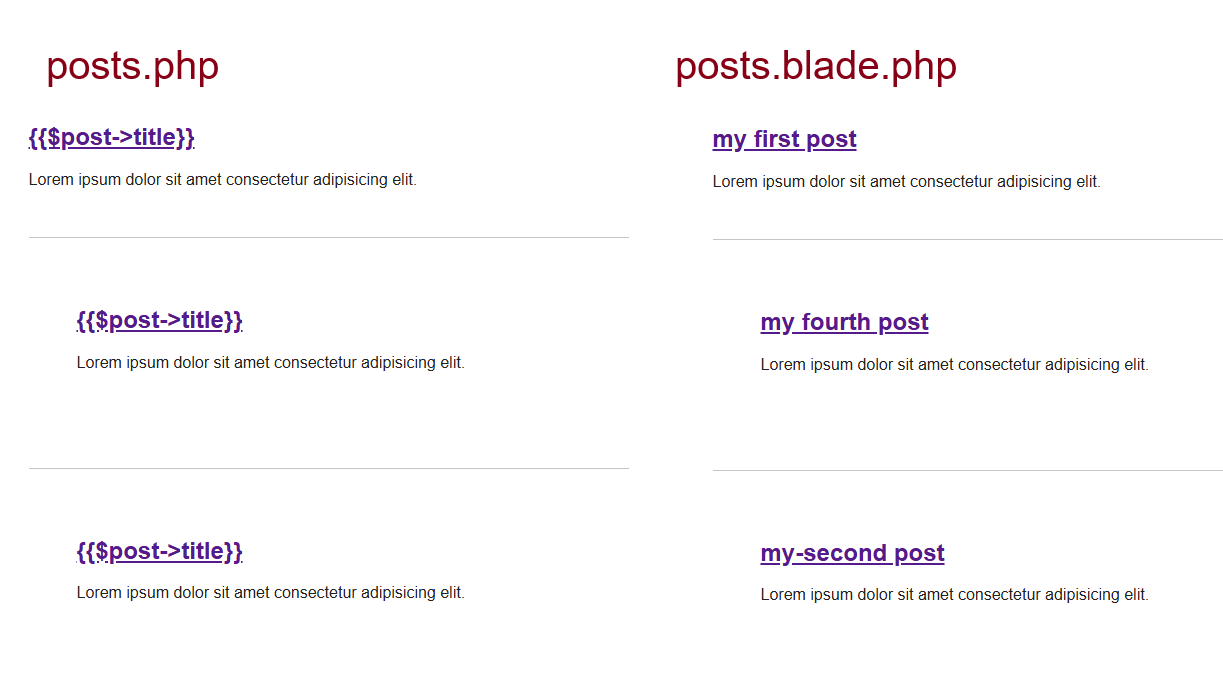 posts.php
{{$post->title}}
Lorem ipsum dolor sit amet consectetur adipisicing elit.
{{$post->title}}
Lorem ipsum dolor sit amet consectetur adipisicing elit.
{{$post->title}}
Lorem ipsum dolor sit amet consectetur adipisicing elit.
posts.blade.php
my first post
Lorem ipsum dolor sit amet consectetur adipisicing elit.
my fourth post
Lorem ipsum dolor sit amet consectetur adipisicing elit.
my-second post
Lorem ipsum dolor sit amet consectetur adipisicing elit.